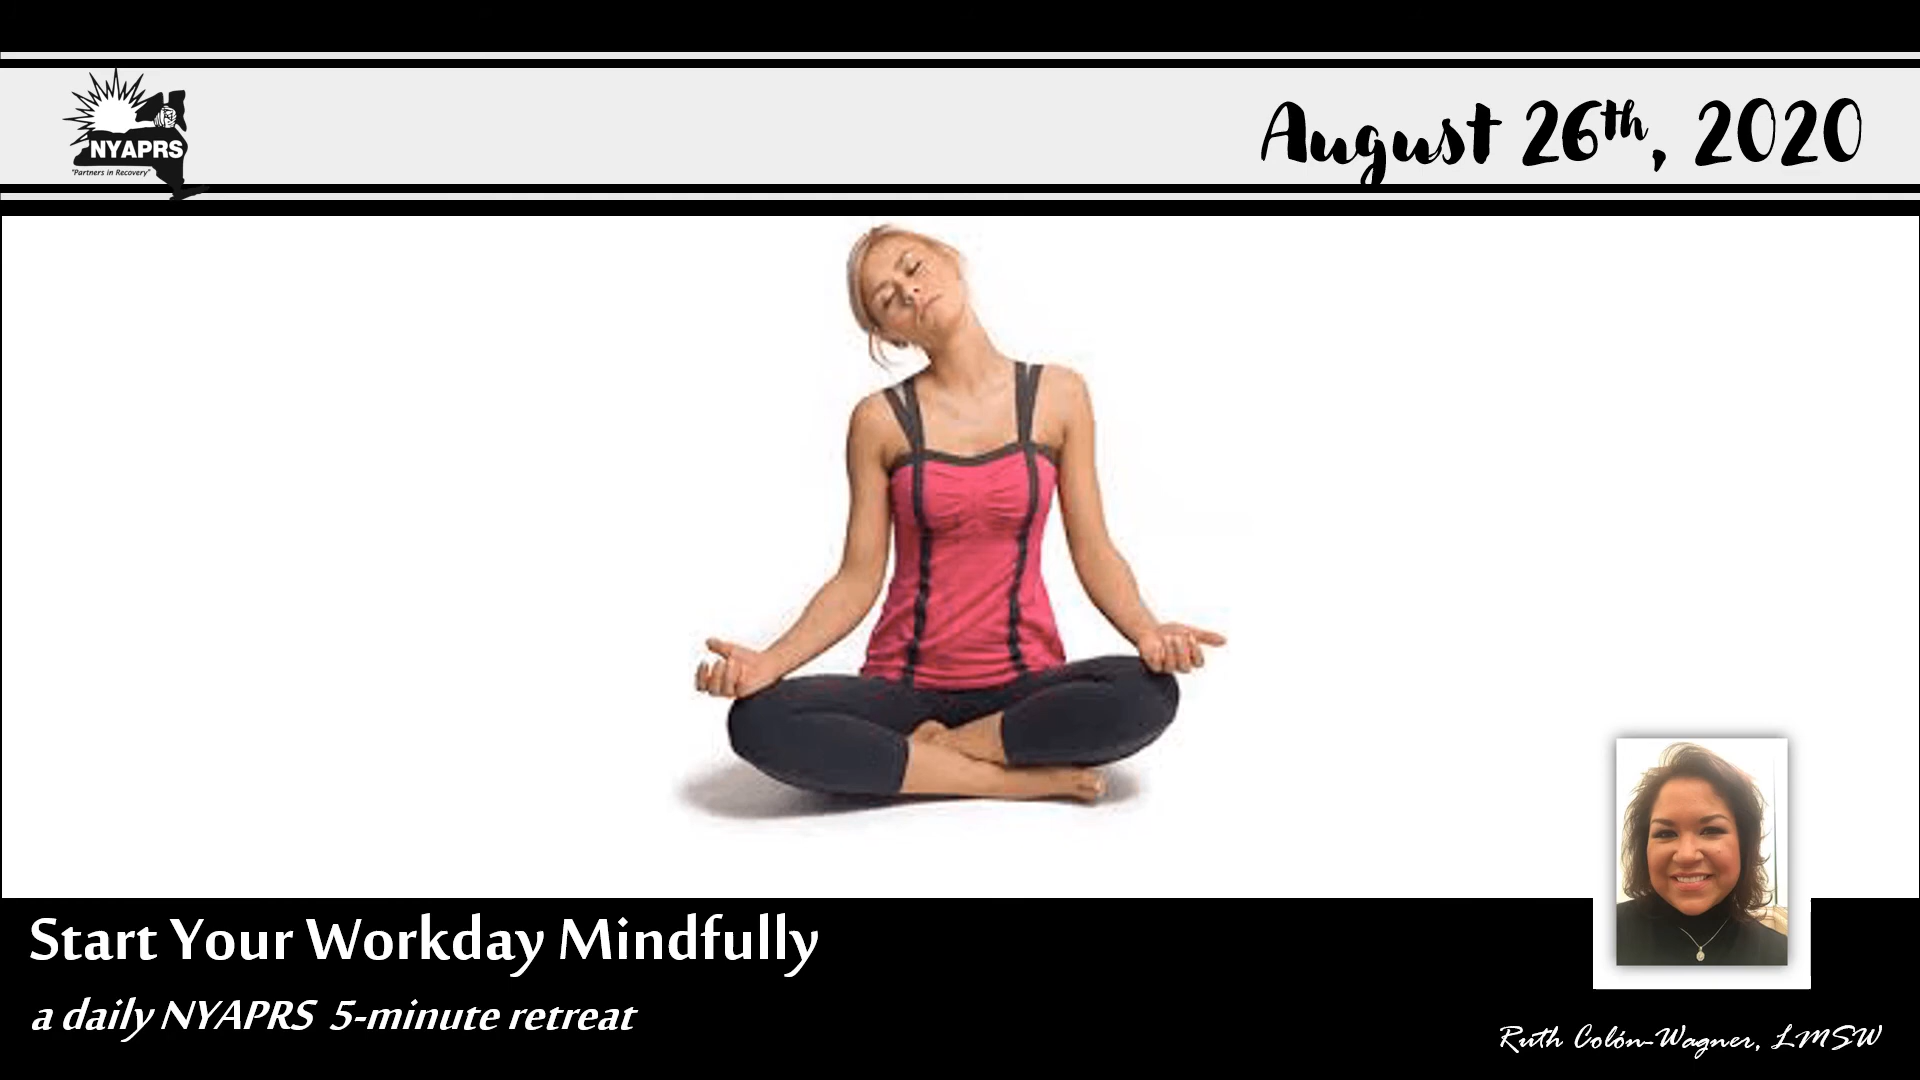 NYAPRS
"Partners in Recovery"
August 26th, 2020
Start Your Workday Mindfully
a daily NYAPRS 5-minute retreat
Ruth Colón-Wagner, LMSW